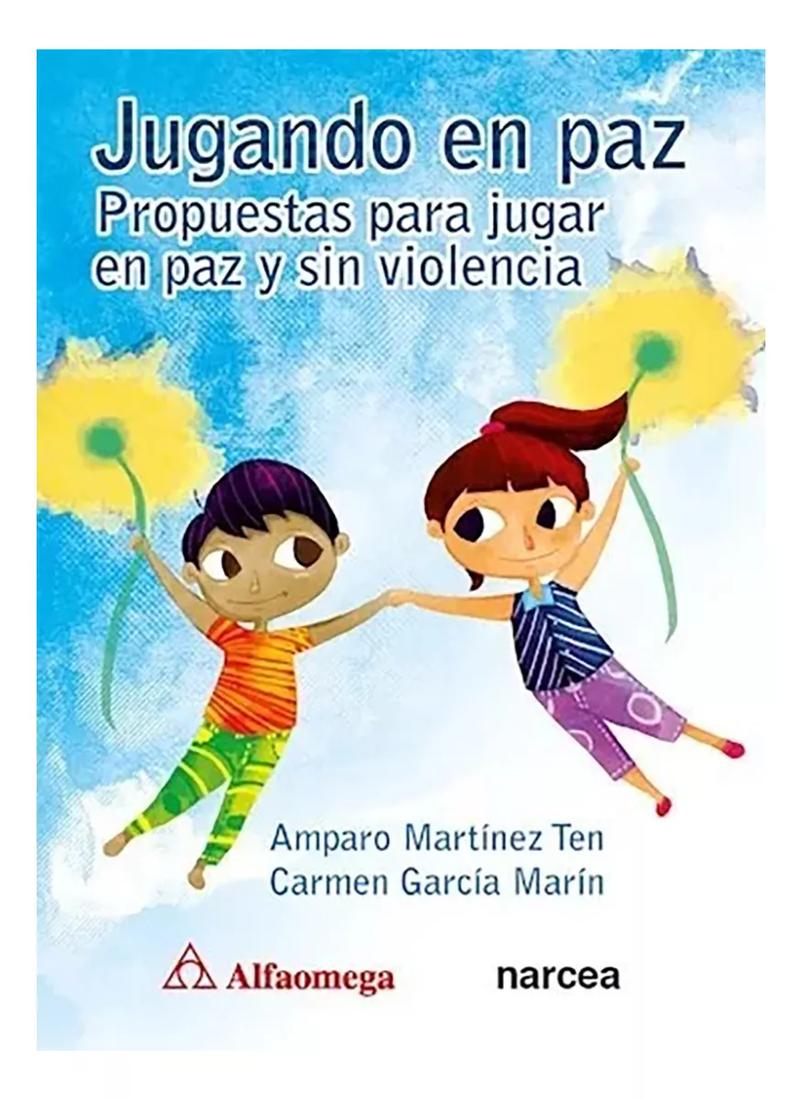 Jugando en paz
Propuestas para jugar
en paz y sin violencia
Amparo Martínez Ten
Carmen García Marín
Alfaomega
narcea